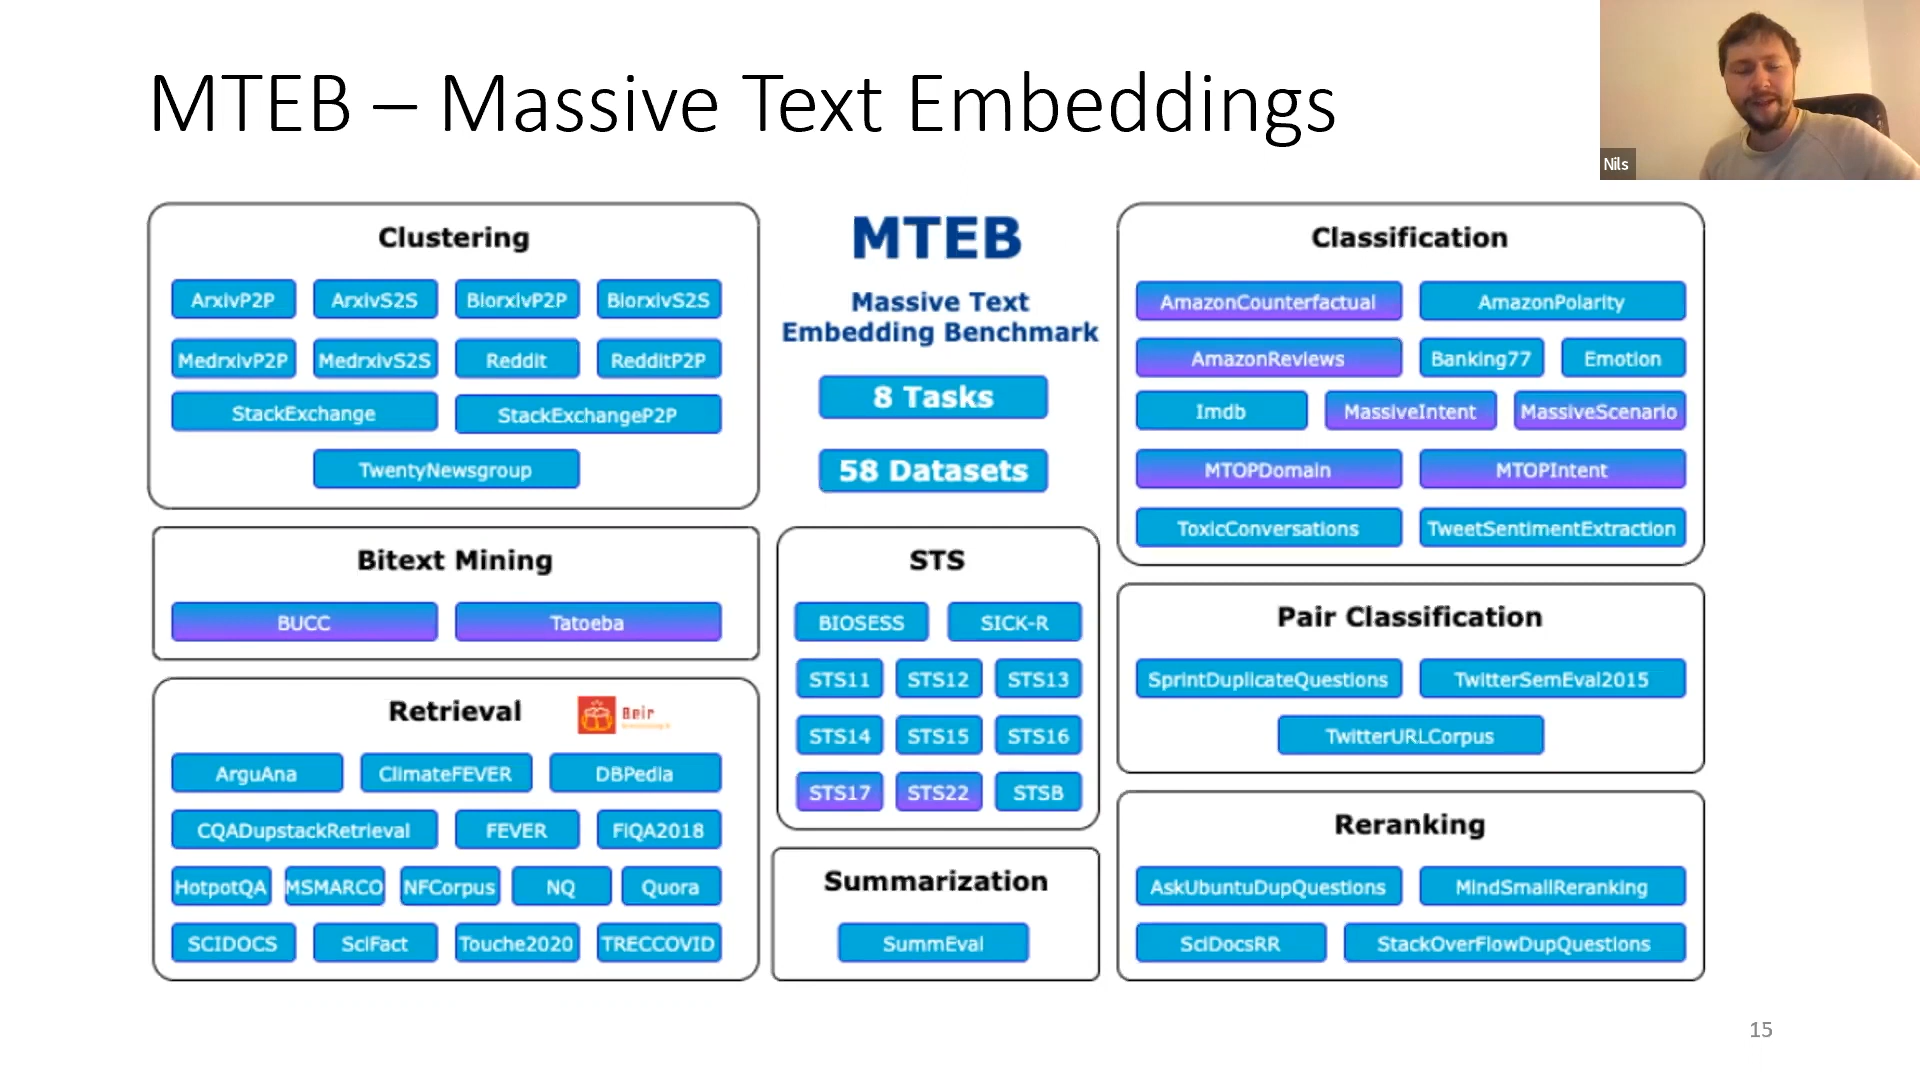 MTEB – Massive Text Embeddings
Nils
Clustering
ArxivP2P ArxivS2S BiorxivP2P BiorxivS2S
MedrxivP2P MedrxivS2S Reddit RedditP2P
StackExchange StackExchangeP2P
TwentyNewsgroup
MTEB
Massive Text
Embedding Benchmark
8 Tasks
58 Datasets
Classification
AmazonCounterfactual AmazonPolarity
AmazonReviews Banking77 Emotion
Imdb MassiveIntent MassiveScenario
MTOPDomain MTOPIntent
ToxicConversations TweetSentimentExtraction
Bitext Mining
BUCC Tatoeba
STS
BIOSESS SICK-R
STS11 STS12 STS13
STS14 STS15 STS16
STS17 STS22 STSB
Pair Classification
SprintDuplicateQuestions TwitterSemEval2015
TwitterURLCorpus
Retrieval Beir
ArguAna ClimateFEVER DBPedia
CQADupstackRetrieval FEVER FiQA2018
HotpotQA MSMARCO NFCorpus NQ Quora
SCIDOCS SciFact Touche2020 TRECCOVID
Summarization
SummEval
Reranking
AskUbuntuDupQuestions MindSmallReranking
SciDocsRR StackOverFlowDupQuestions
15